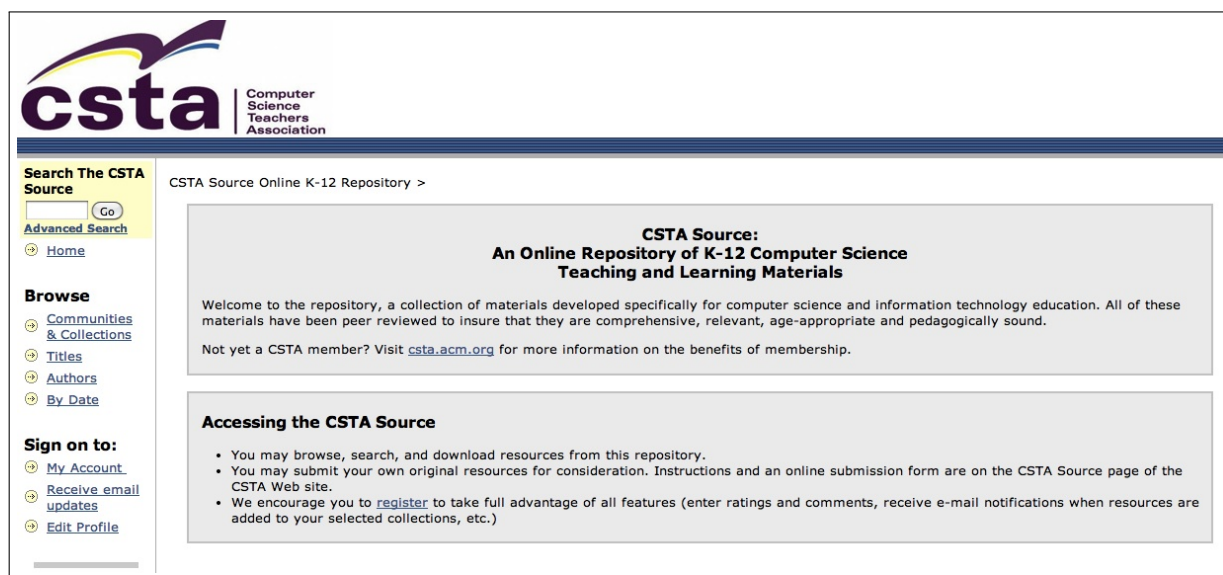 csta
Computer
Science
Teachers
Association
Search The CSTA
Source
Go
Advanced Search
Home
Browse
Communities
& Collections
Titles
Authors
By Date
Sign on to:
My Account
Receive email
updates
Edit Profile
CSTA Source Online K-12 Repository >
CSTA Source:
An Online Repository of K-12 Computer Science
Teaching and Learning Materials
Welcome to the repository, a collection of materials developed specifically for computer science and information technology education. All of these
materials have been peer reviewed to insure that they are comprehensive, relevant, age-appropriate and pedagogically sound.
Not yet a CSTA member? Visit csta.acm.org for more information on the benefits of membership.
Accessing the CSTA Source
• You may browse, search, and download resources from this repository.
• You may submit your own original resources for consideration. Instructions and an online submission form are on the CSTA Source page of the
CSTA Web site.
• We encourage you to register to take full advantage of all features (enter ratings and comments, receive e-mail notifications when resources are
added to your selected collections, etc.)